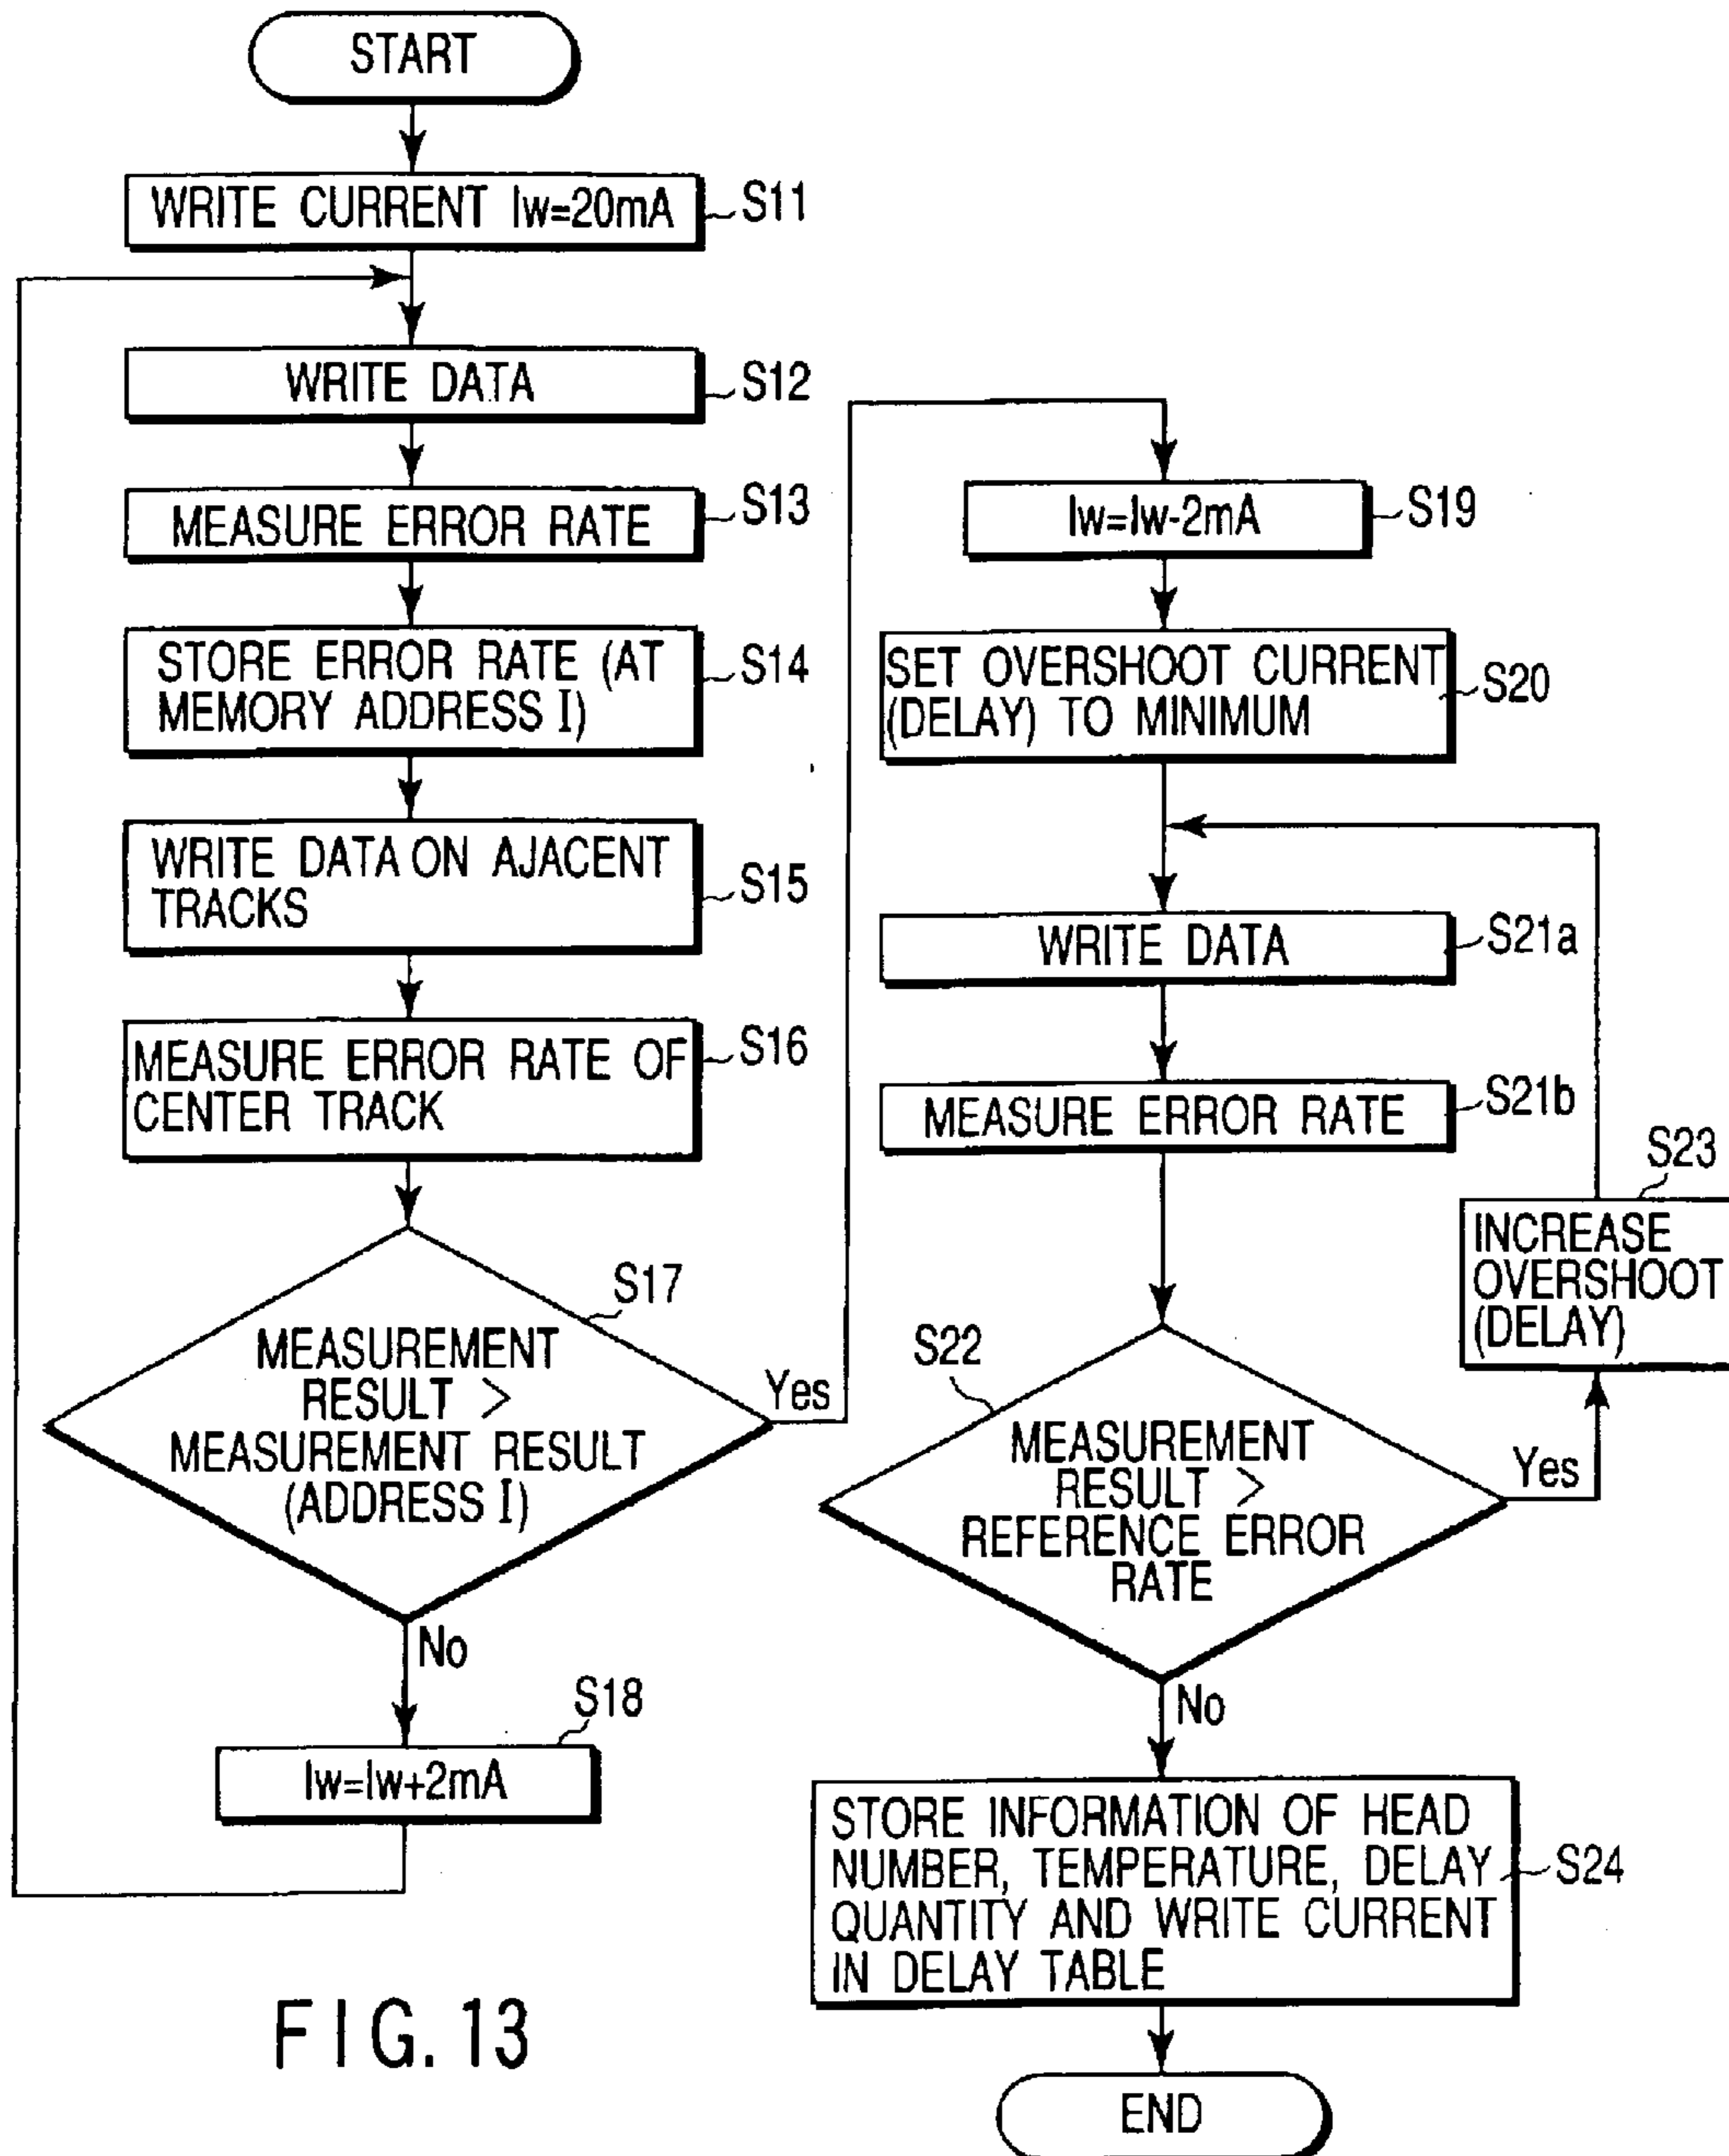 START
WRITE CURRENT Iw=20mA
S11
WRITE DATA
S12
MEASURE ERROR RATE
S13
STORE ERROR RATE (AT
MEMORY ADDRESS I)
S14
WRITE DATA ON AJACENT
TRACKS
S15
MEASURE ERROR RATE OF
CENTER TRACK
S16
S17
MEASUREMENT
RESULT >
MEASUREMENT RESULT
(ADDRESS I)
Yes
No
S18
Iw=Iw+2mA
Iw=Iw-2mA
S19
SET OVERSHOOT CURRENT
(DELAY) TO MINIMUM
S20
WRITE DATA
S21a
MEASURE ERROR RATE
S21b
S23
INCREASE
OVERSHOOT
(DELAY)
S22
MEASUREMENT
RESULT >
REFERENCE ERROR
RATE
Yes
No
STORE INFORMATION OF HEAD
NUMBER, TEMPERATURE, DELAY
QUANTITY AND WRITE CURRENT
IN DELAY TABLE
S24
END
FIG. 13